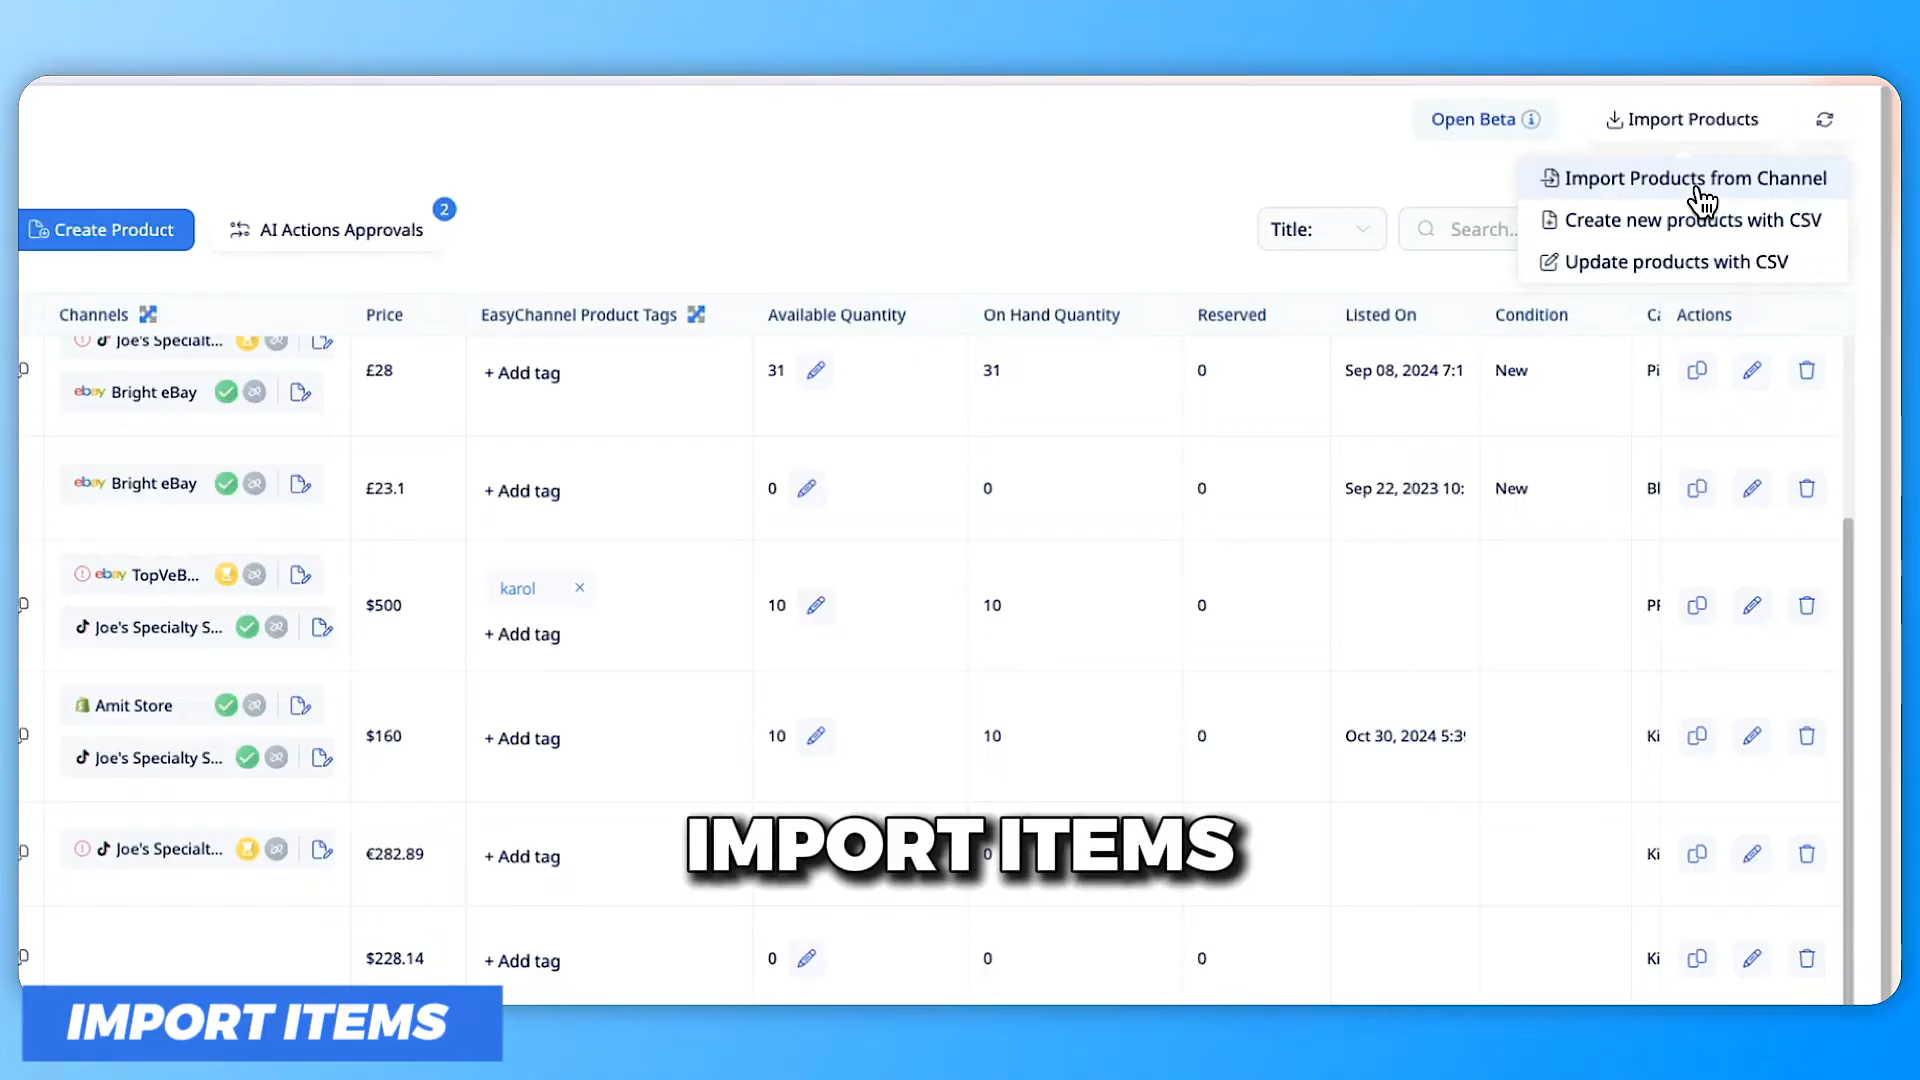 Open Beta
Import Products
Import Products from Channel
Create new products with CSV
Update products with CSV
Create Product
AI Actions Approvals
2
Title:
Search..
Channels
Price
EasyChannel Product Tags
Available Quantity
On Hand Quantity
Reserved
Listed On
Condition
Ca
Actions
Joe's Specialt...
ebay Bright eBay
£28
+ Add tag
31
31
0
Sep 08, 2024 7:1
New
Pi
ebay Bright eBay
£23.1
+ Add tag
0
0
0
Sep 22, 2023 10:
New
Bl
ebay TopVeB...
Joe's Specialty S...
$500
karol ×
+ Add tag
10
10
0
Amit Store
Joe's Specialty S...
$160
+ Add tag
10
10
0
Oct 30, 2024 5:3
Ki
Joe's Specialt...
€282.89
+ Add tag
IMPORT ITEMS
Ki
$228.14
+ Add tag
0
0
0
Ki
IMPORT ITEMS